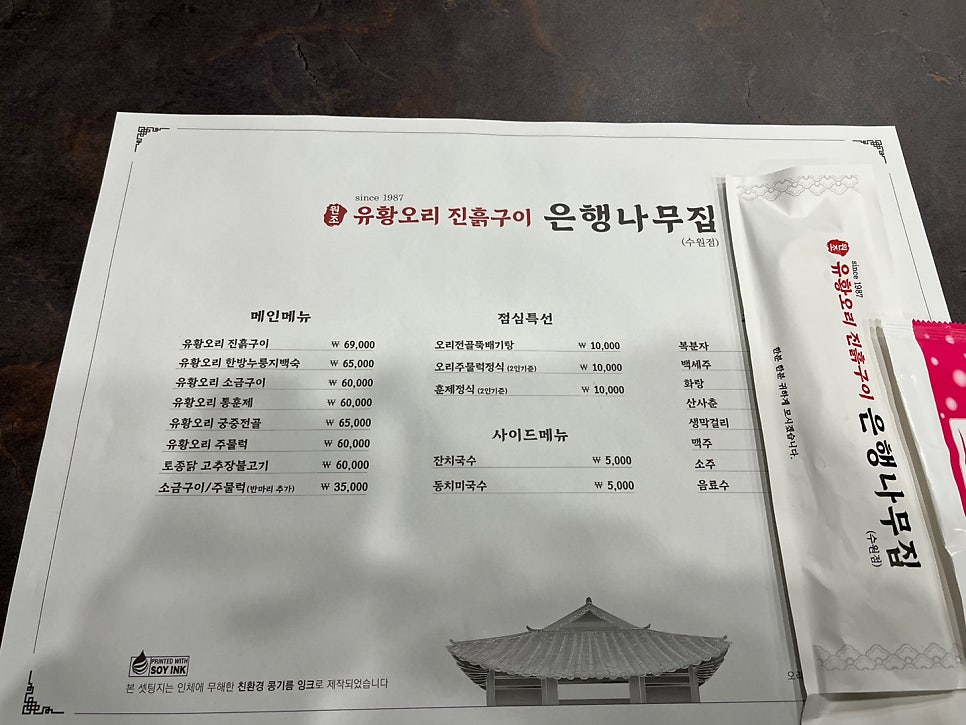 since 1987
원조 유황오리 진흙구이 은행나무집
(수원점)
메인메뉴
유황오리 진흙구이 ₩ 69,000
유황오리 한방누룽지백숙 ₩ 65,000
유황오리 소금구이 ₩ 60,000
유황오리 통훈제 ₩ 60,000
유황오리 궁중전골 ₩ 65,000
유황오리 주물럭 ₩ 60,000
토종닭 고추장불고기 ₩ 60,000
소금구이/주물럭(반마리 추가) ₩ 35,000
점심특선
오리전골뚝배기탕 ₩ 10,000
오리주물럭정식 (2인기준) ₩ 10,000
훈제정식 (2인기준) ₩ 10,000
사이드메뉴
잔치국수 ₩ 5,000
동치미국수 ₩ 5,000
복분자
백세주
화랑
산사춘
생막걸리
맥주
소주
음료수
PRINTED WITH
SOY INK
본 셋팅지는 인체에 무해한 친환경 콩기름 잉크로 제작되었습니다
since 1987
원조 유황오리 진흙구이 은행나무집
(수원점)
한분 한분 귀하게 모시겠습니다.